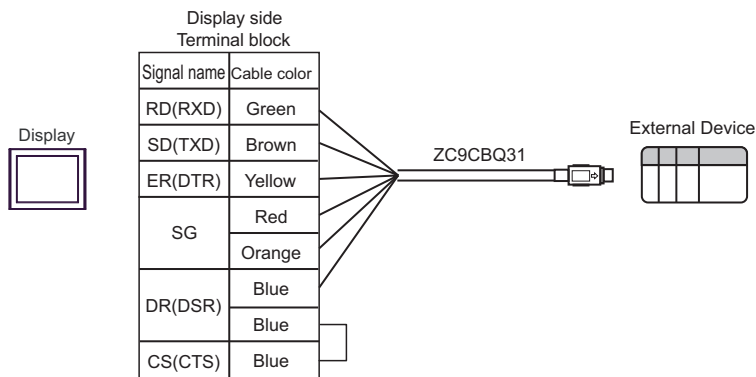 Display side
Terminal block
Signal name Cable color
RD(RXD) Green
SD(TXD) Brown
ER(DTR) Yellow
SG Red
Orange
DR(DSR) Blue
Blue
CS(CTS) Blue
Display
ZC9CBQ31
External Device